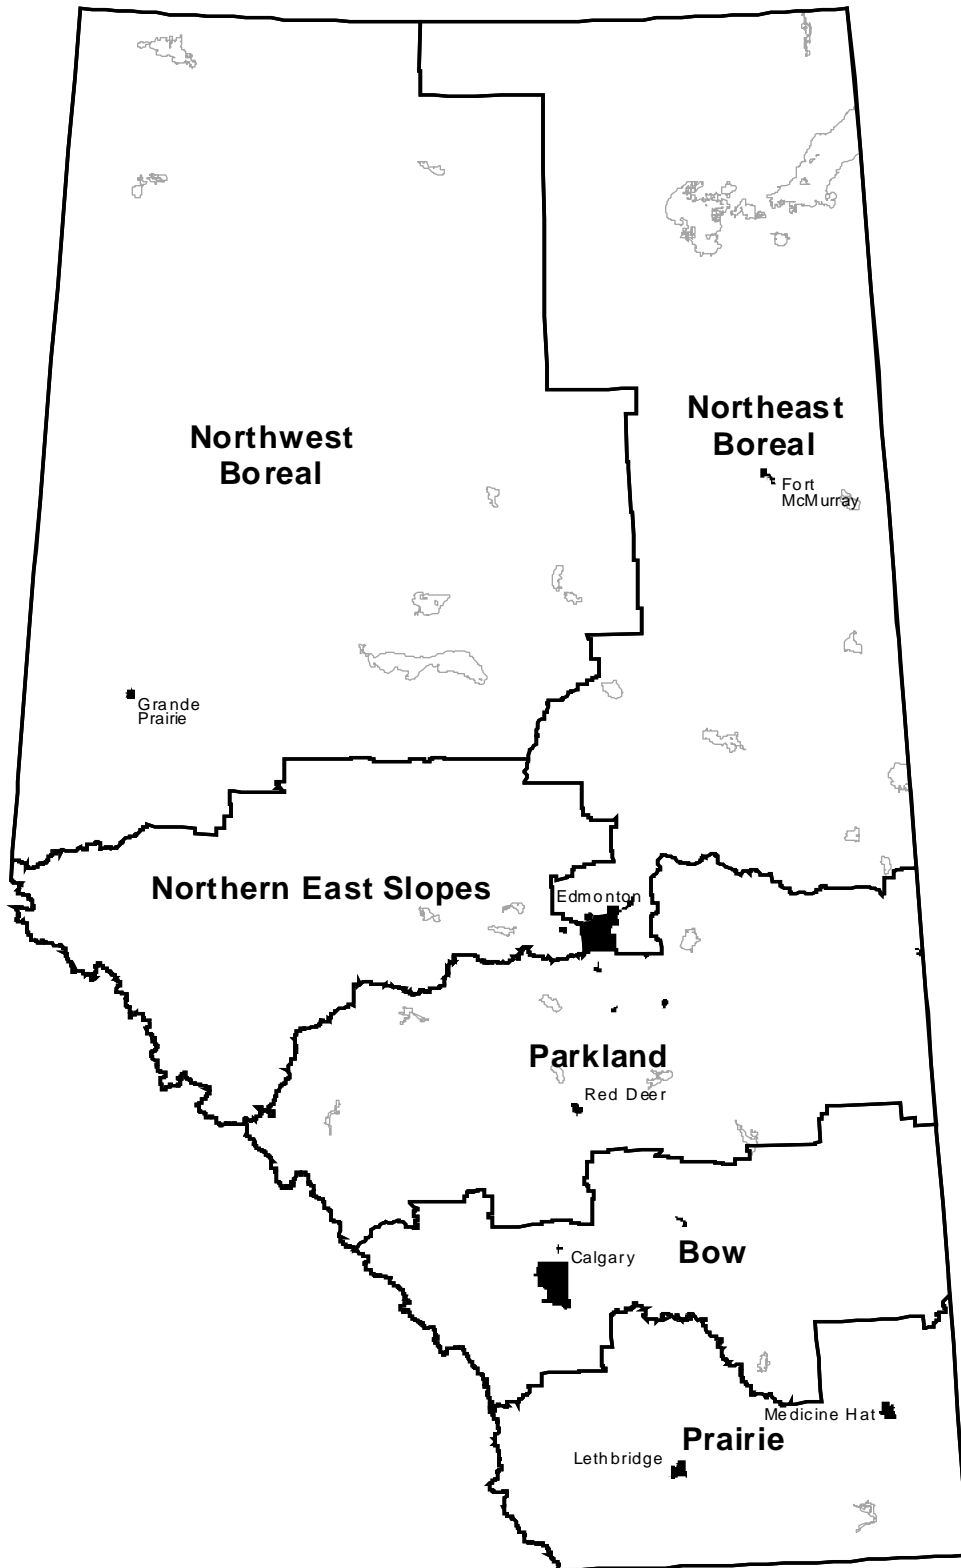 Northeast
Boreal
Northwest
Boreal
Fort
McMurray
Grande
Prairie
Northern East Slopes
Edmonton
Parkland
Red Deer
Bow
Calgary
Medicine Hat
Prairie
Lethbridge